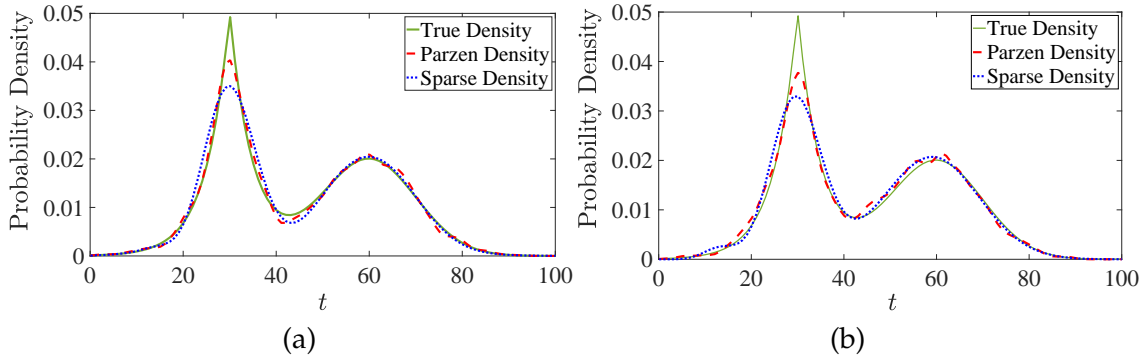 0.05
0.04
0.03
0.02
0.01
0
0 20 40 60 80 100
Probability Density
t
True Density
Parzen Density
Sparse Density
(a)
0.05
0.04
0.03
0.02
0.01
0
0 20 40 60 80 100
Probability Density
t
True Density
Parzen Density
Sparse Density
(b)